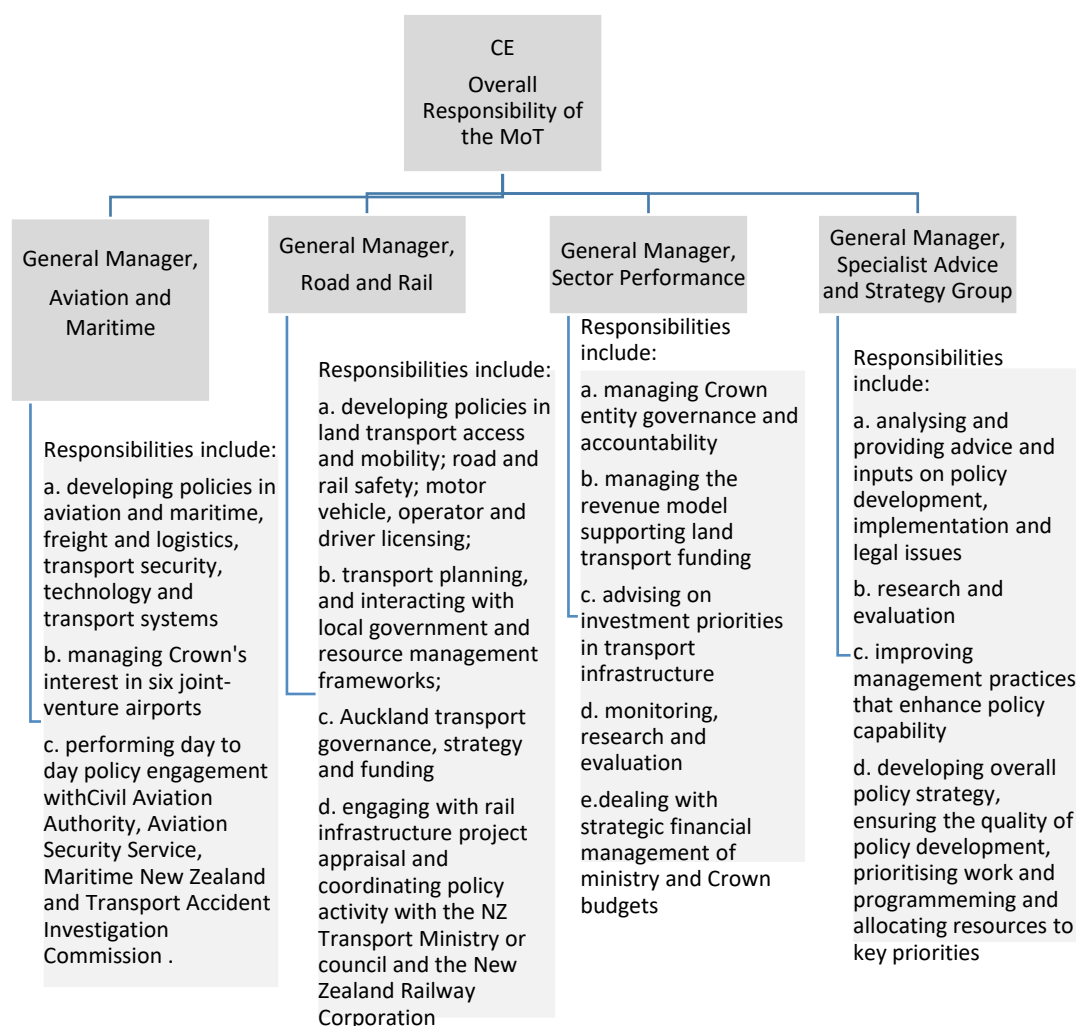 CE
Overall
Responsibility of
the MoT
General Manager,
Aviation and
Maritime
Responsibilities include:
a. developing policies in
aviation and maritime,
freight and logistics,
transport security,
technology and
transport systems
b. managing Crown's
interest in six joint-
venture airports
c. performing day to
day policy engagement
withCivil Aviation
Authority, Aviation
Security Service,
Maritime New Zealand
and Transport Accident
Investigation
Commission .
General Manager,
Road and Rail
Responsibilities include:
a. developing policies in
land transport access
and mobility; road and
rail safety; motor
vehicle, operator and
driver licensing;
b. transport planning,
and interacting with
local government and
resource management
frameworks;
c. Auckland transport
governance, strategy
and funding
d. engaging with rail
infrastructure project
appraisal and
coordinating policy
activity with the NZ
Transport Ministry or
council and the New
Zealand Railway
Corporation
General Manager,
Sector Performance
Responsibilities
include:
a. managing Crown
entity governance and
accountability
b. managing the
revenue model
supporting land
transport funding
c. advising on
investment priorities
in transport
infrastructure
d. monitoring,
research and
evaluation
e.dealing with
strategic financial
management of
ministry and Crown
budgets
General Manager,
Specialist Advice
and Strategy Group
Responsibilities
include:
a. analysing and
providing advice and
inputs on policy
development,
implementation and
legal issues
b. research and
evaluation
c. improving
management practices
that enhance policy
capability
d. developing overall
policy strategy,
ensuring the quality of
policy development,
prioritising work and
programmeming and
allocating resources to
key priorities